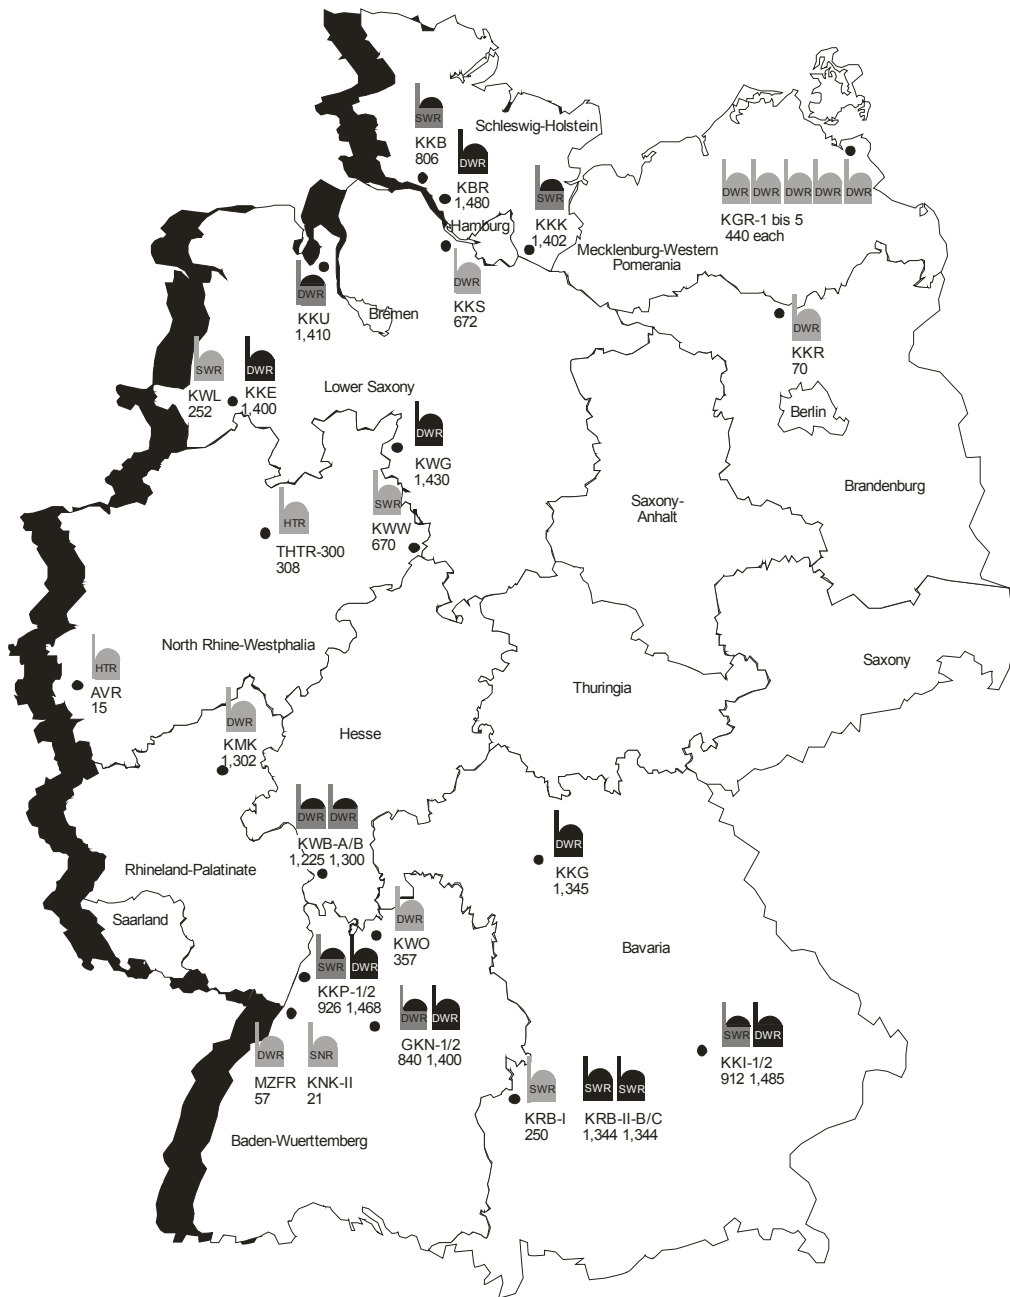 SWR
KKB
806
Schleswig-Holstein
DWR
KBR
1,480
Hamburg
SWR
KKK
1,402
DWR DWR DWR DWR DWR
KGR-1 bis 5
440 each
Mecklenburg-Western
Pomerania
DWR
KKU
1,410
Bremen
DWR
KKS
672
DWR
KKR
70
Berlin
SWR
KWL
252
DWR
KKE
1,400
Lower Saxony
DWR
KWG
1,430
Brandenburg
Saxony-
Anhalt
SWR
KWW
670
HTR
THTR-300
308
North Rhine-Westphalia
HTR
AVR
15
Saxony
Thuringia
DWR
KMK
1,302
Hesse
DWR DWR
KWB-A/B
1,225 1,300
DWR
KKG
1,345
Rhineland-Palatinate
Saarland
DWR
KWO
357
Bavaria
SWR DWR
KKP-1/2
926 1,468
DWR DWR
GKN-1/2
840 1,400
SWR DWR
KKI-1/2
912 1,485
DWR
MZFR
57
SNR
KNK-II
21
SWR
KRB-I
250
SWR SWR
KRB-II-B/C
1,344 1,344
Baden-Wuerttemberg